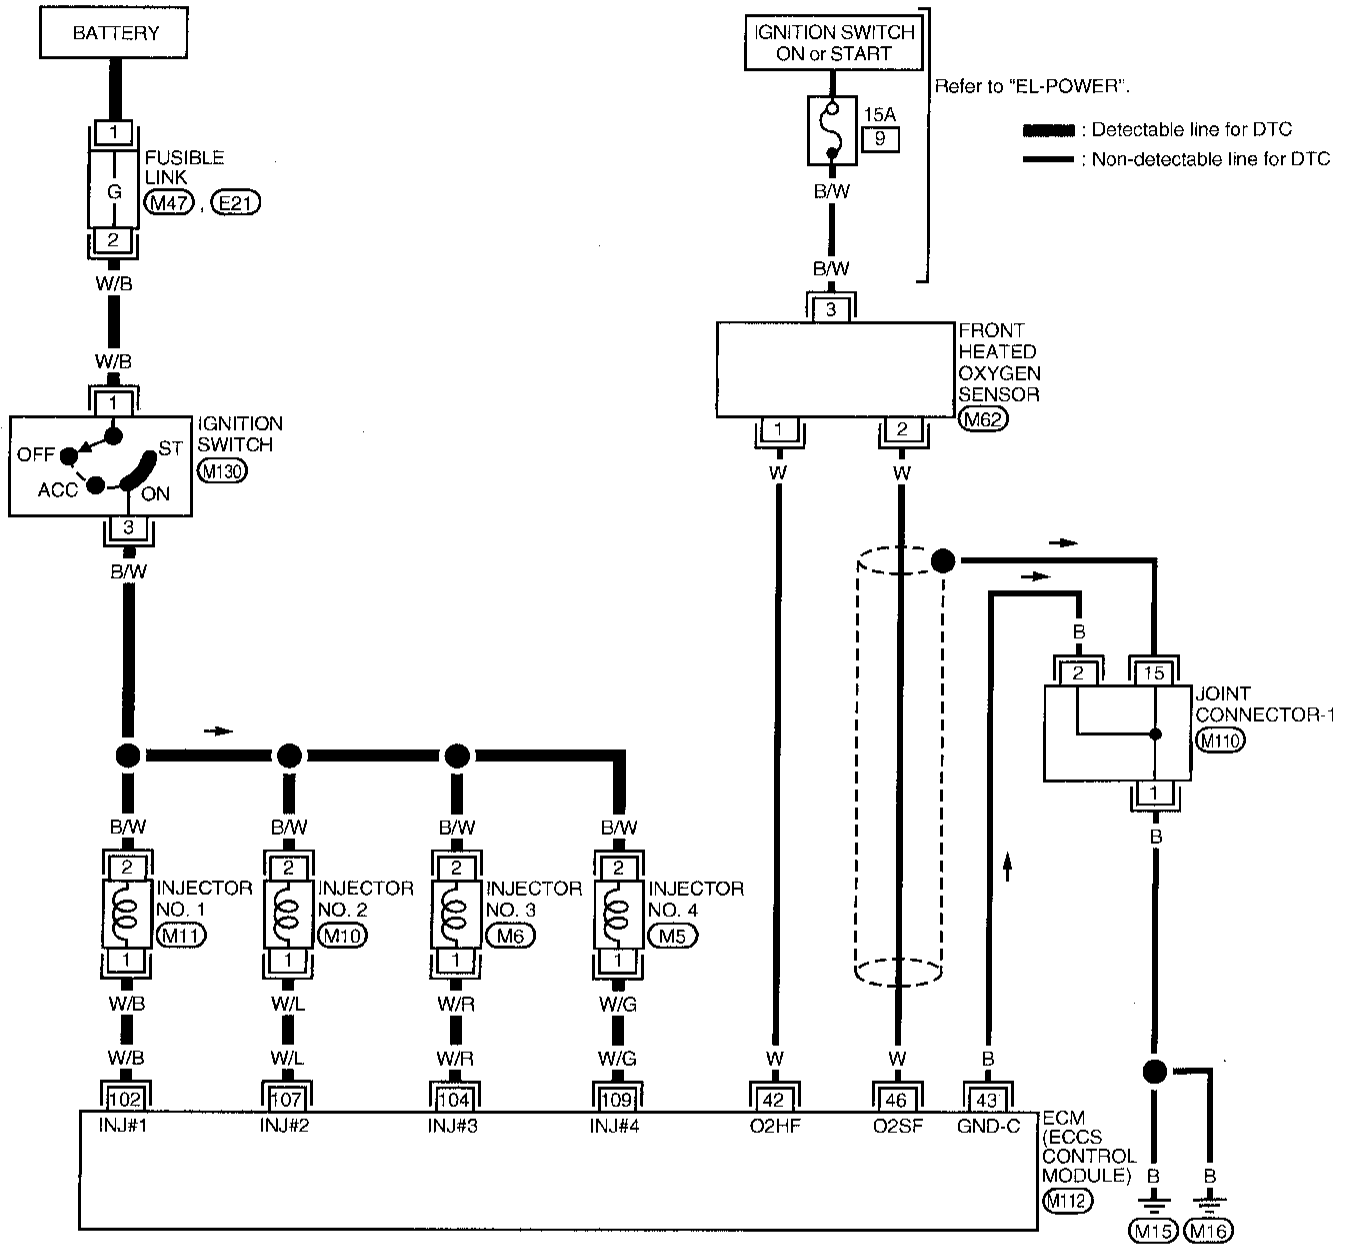 BATTERY
1
FUSIBLE
LINK
G
M47 , E21
2
W/B
W/B
1
IGNITION
SWITCH
M130
OFF
ST
ACC
ON
3
B/W
IGNITION SWITCH
ON or START
Refer to "EL-POWER".
15A
9
: Detectable line for DTC
: Non-detectable line for DTC
B/W
B/W
3
FRONT
HEATED
OXYGEN
SENSOR
M62
1
2
W
W
B
2
15
JOINT
CONNECTOR-1
M110
1
B
B/W
B/W
B/W
B/W
2
2
2
2
INJECTOR
NO. 1
M11
INJECTOR
NO. 2
M10
INJECTOR
NO. 3
M6
INJECTOR
NO. 4
M5
1
1
1
1
W/B
W/L
W/R
W/G
W/B
W/L
W/R
W/G
W
W
B
102
107
104
109
42
46
43
INJ#1
INJ#2
INJ#3
INJ#4
O2HF
O2SF
GND-C
ECM
(ECCS
CONTROL
MODULE)
M112
B
B
M15
M16